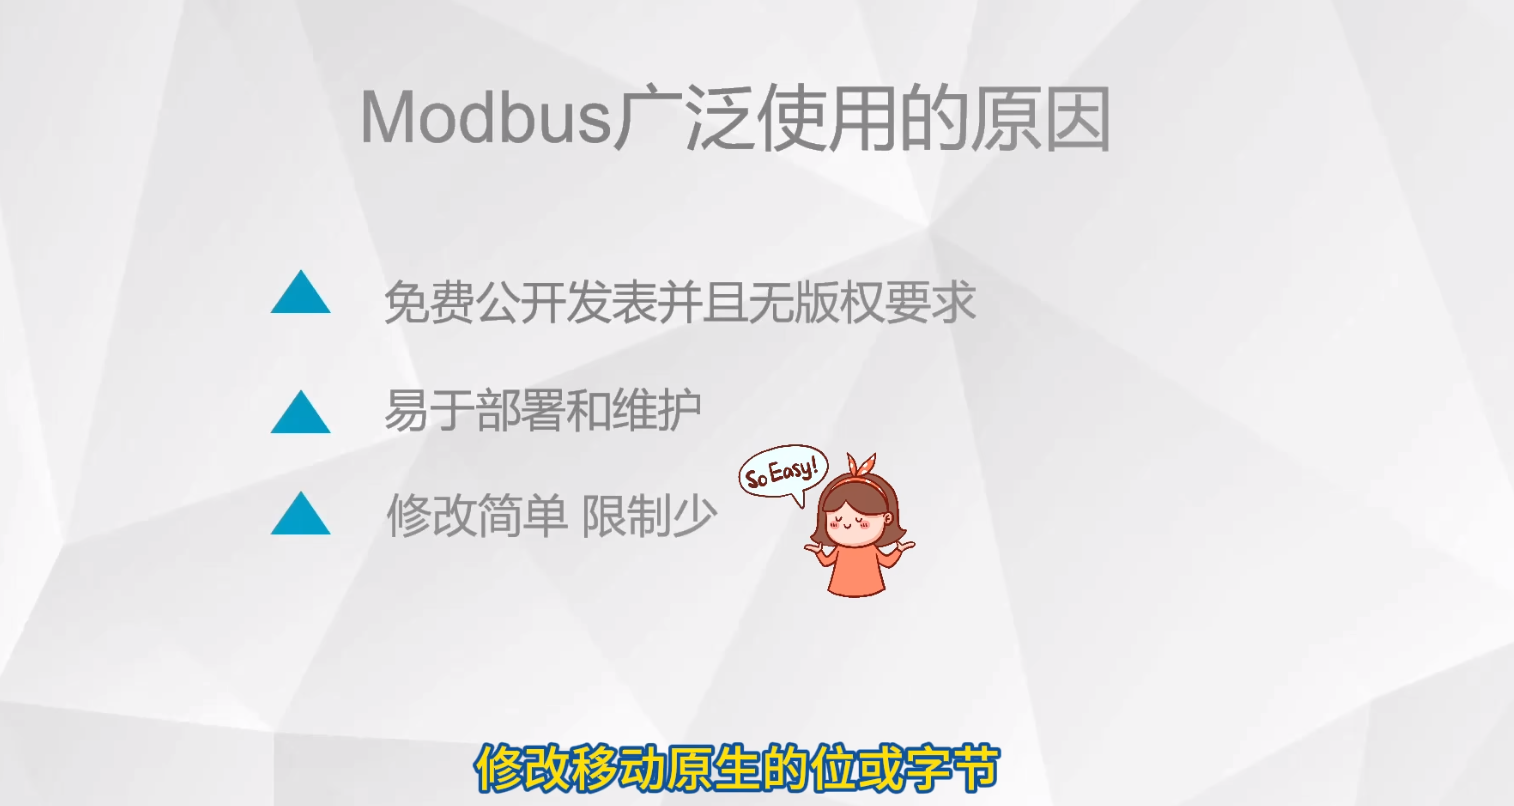 Modbus广泛使用的原因
免费公开发表并且无版权要求
易于部署和维护
So Easy!
修改简单 限制少
修改移动原生的位或字节